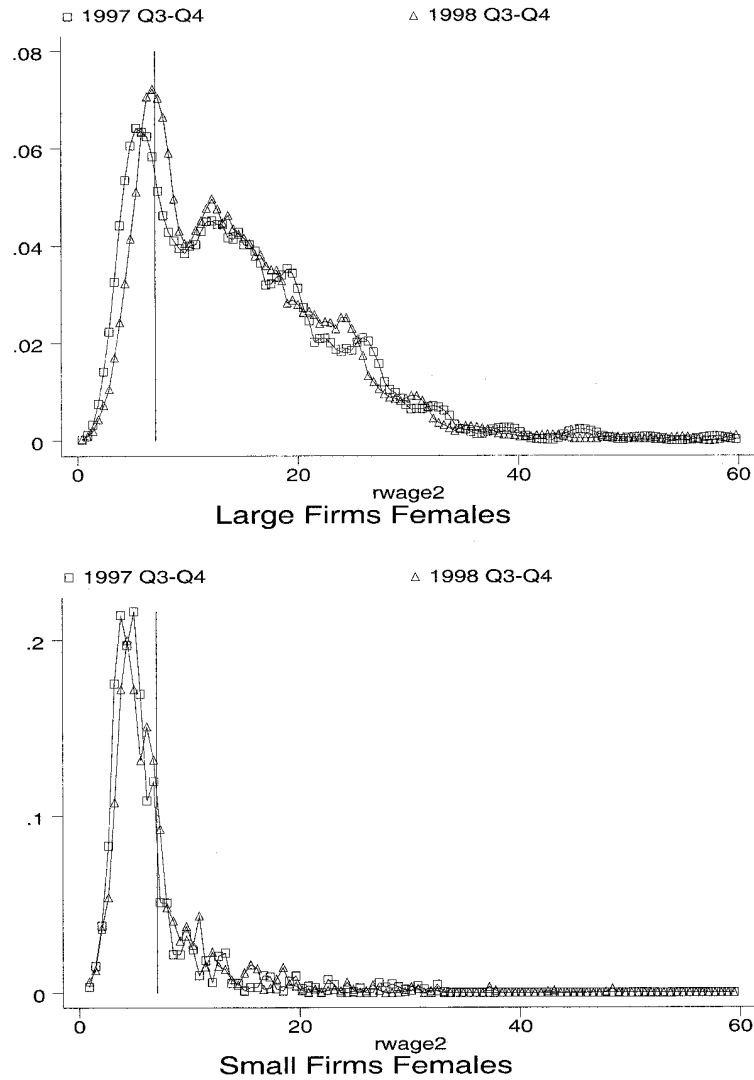 1997 Q3-Q4 1998 Q3-Q4
.08
.06
.04
.02
0
0 20 40 60
rwage2
Large Firms Females
1997 Q3-Q4 1998 Q3-Q4
.2
.1
0
0 20 40 60
rwage2
Small Firms Females